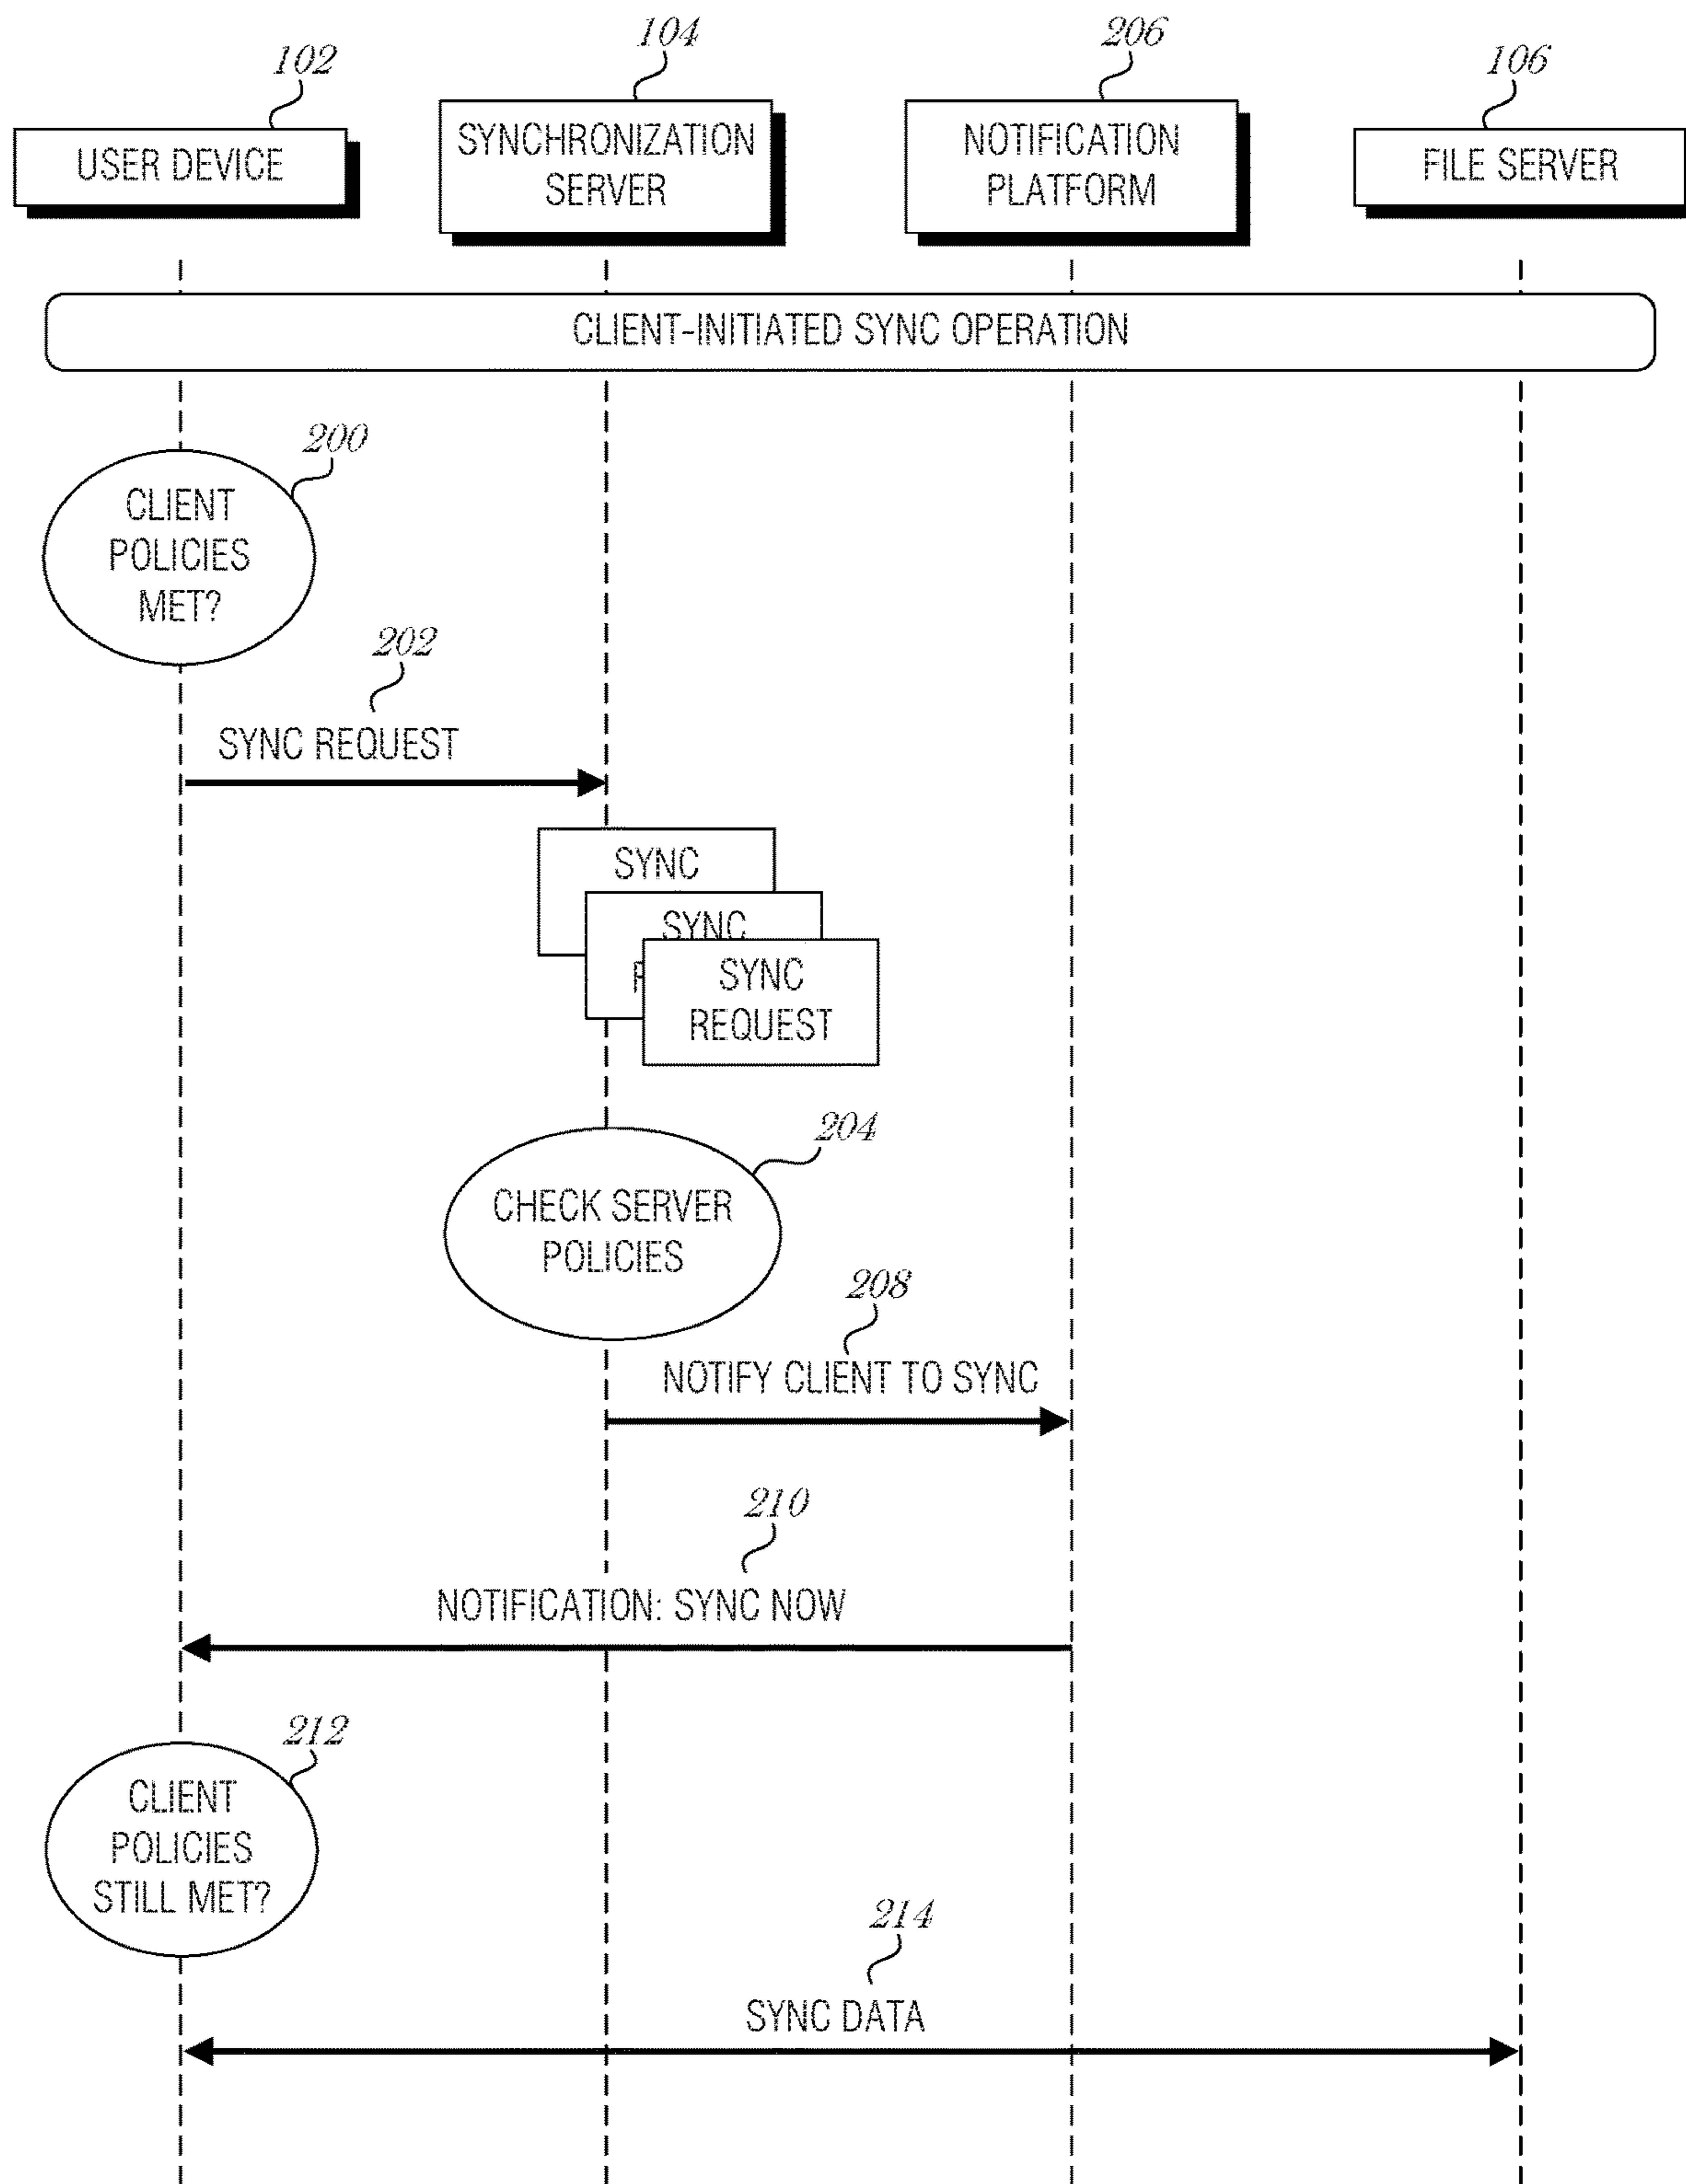 102
104
206
106
USER DEVICE
SYNCHRONIZATION
SERVER
NOTIFICATION
PLATFORM
FILE SERVER
CLIENT-INITIATED SYNC OPERATION
200
CLIENT
POLICIES
MET?
202
SYNC REQUEST
SYNC
SYNC
SYNC
REQUEST
204
CHECK SERVER
POLICIES
208
NOTIFY CLIENT TO SYNC
210
NOTIFICATION: SYNC NOW
212
CLIENT
POLICIES
STILL MET?
214
SYNC DATA